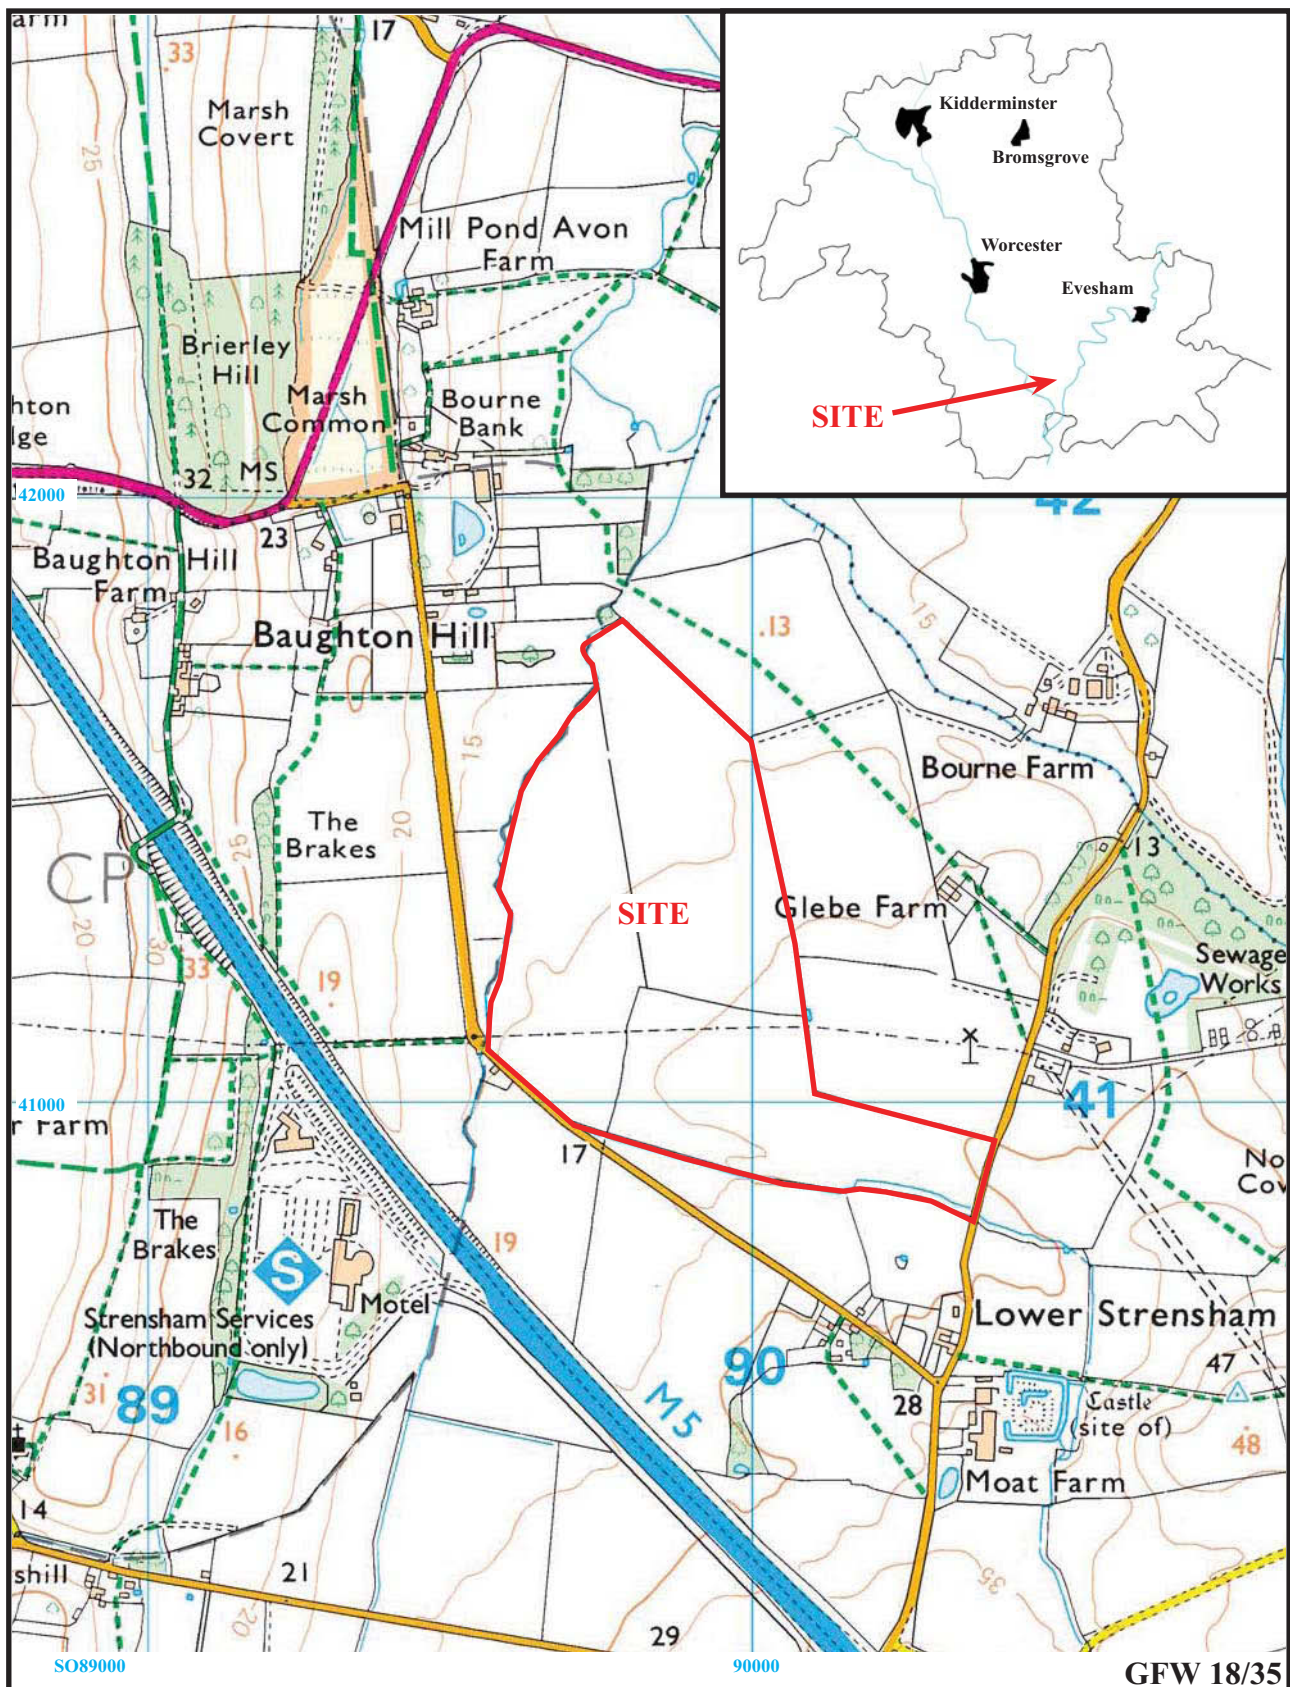 arm
17
33
Marsh
Covert
25
Mill Pond Avon
Farm
Brierley
Hill
Marsh
Common
Bourne
Bank
hton
lge
32
MS
42000
23
Baughton Hill
Farm
Baughton Hill
.13
15
42
Bourne Farm
15
20
The
Brakes
25
CP
20
30
33
19
SITE
Glebe Farm
13
Sewage
Works
41000
r Farm
41
17
No
Cov
The
Brakes
19
S
Motel
Strensham Services
(Northbound only)
Lower Strensham
47
31
89
90
M5
28
Castle
(site of)
48
16
Moat Farm
14
shill
21
20
29
35
SO89000
90000
GFW 18/35
Kidderminster
Bromsgrove
Worcester
Evesham
SITE